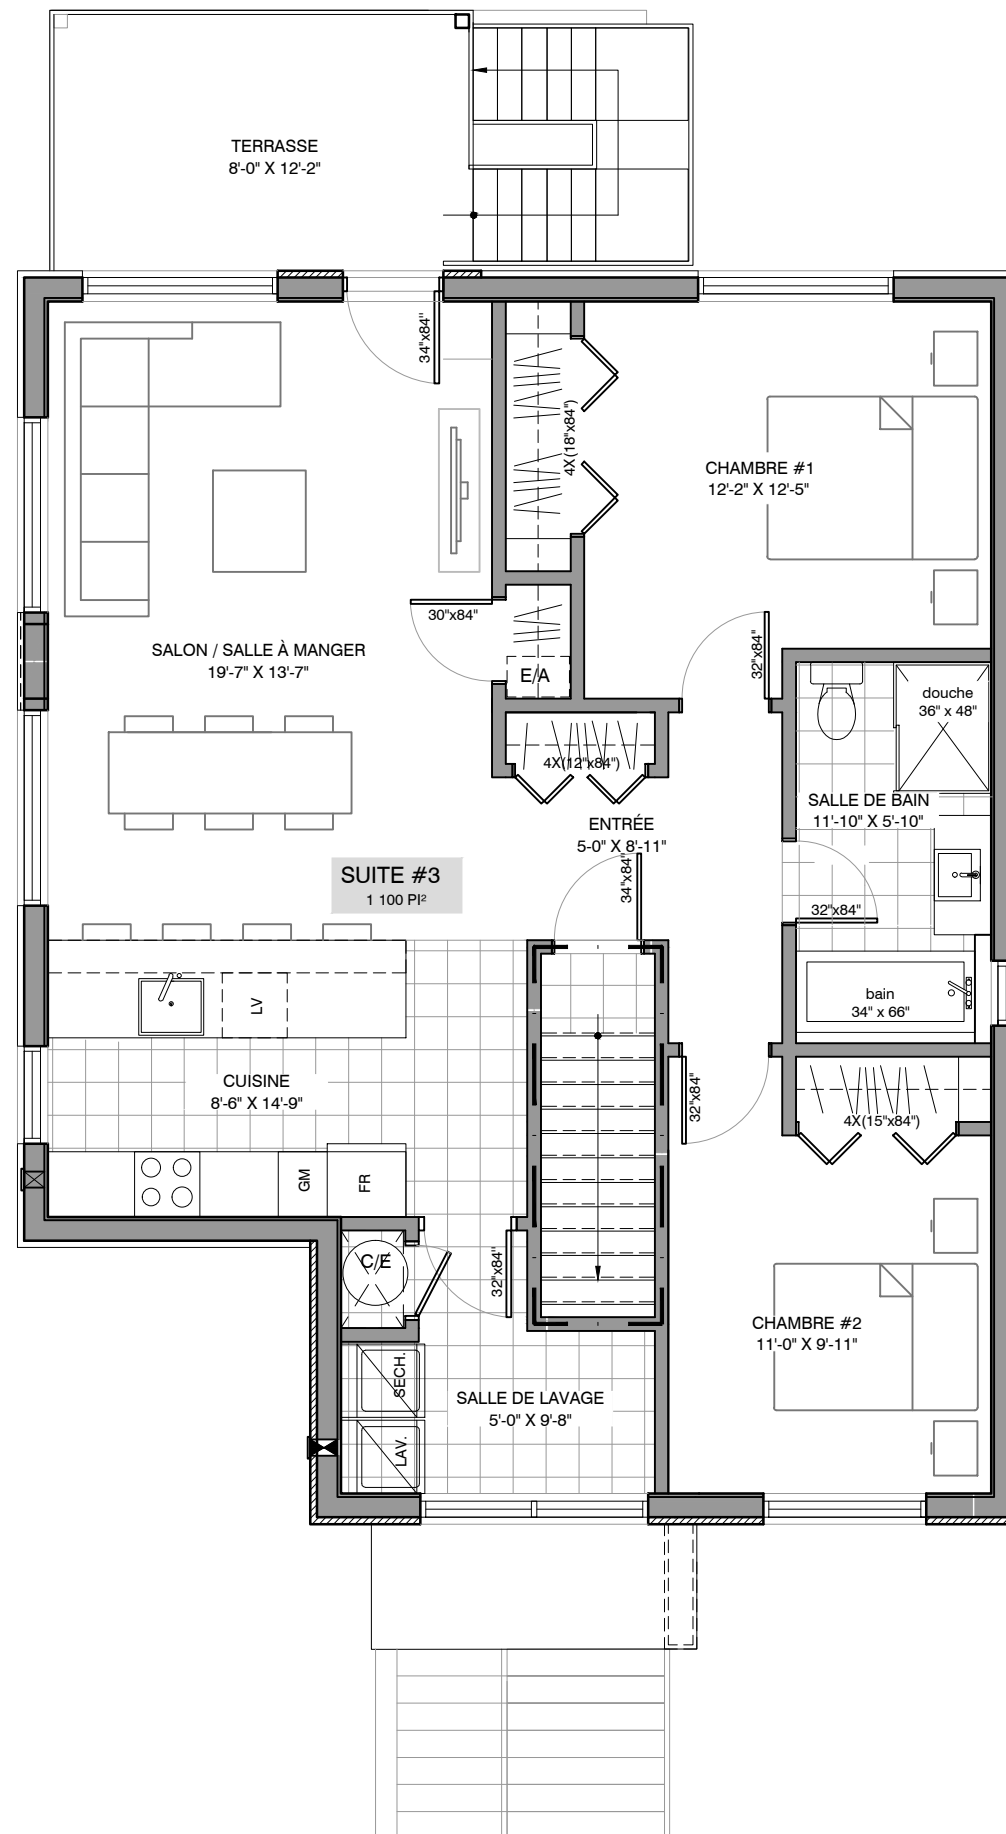 TERRASSE
8'-0" X 12'-2"
34"x84"
4X(18"x84")
CHAMBRE #1
12'-2" X 12'-5"
30"x84"
SALON / SALLE À MANGER
19'-7" X 13'-7"
E/A
32"x84"
douche
36" x 48"
4X(12"x84")
SALLE DE BAIN
11'-10" X 5'-10"
ENTRÉE
5-0" X 8'-11"
34"x84"
SUITE #3
1 100 PI²
32"x84"
LV
bain
34" x 66"
CUISINE
8'-6" X 14'-9"
32"x84"
4X(15"x84")
GM
FR
C/E
32"x84"
CHAMBRE #2
11'-0" X 9'-11"
SECH.
SALLE DE LAVAGE
5'-0" X 9'-8"
LAV.